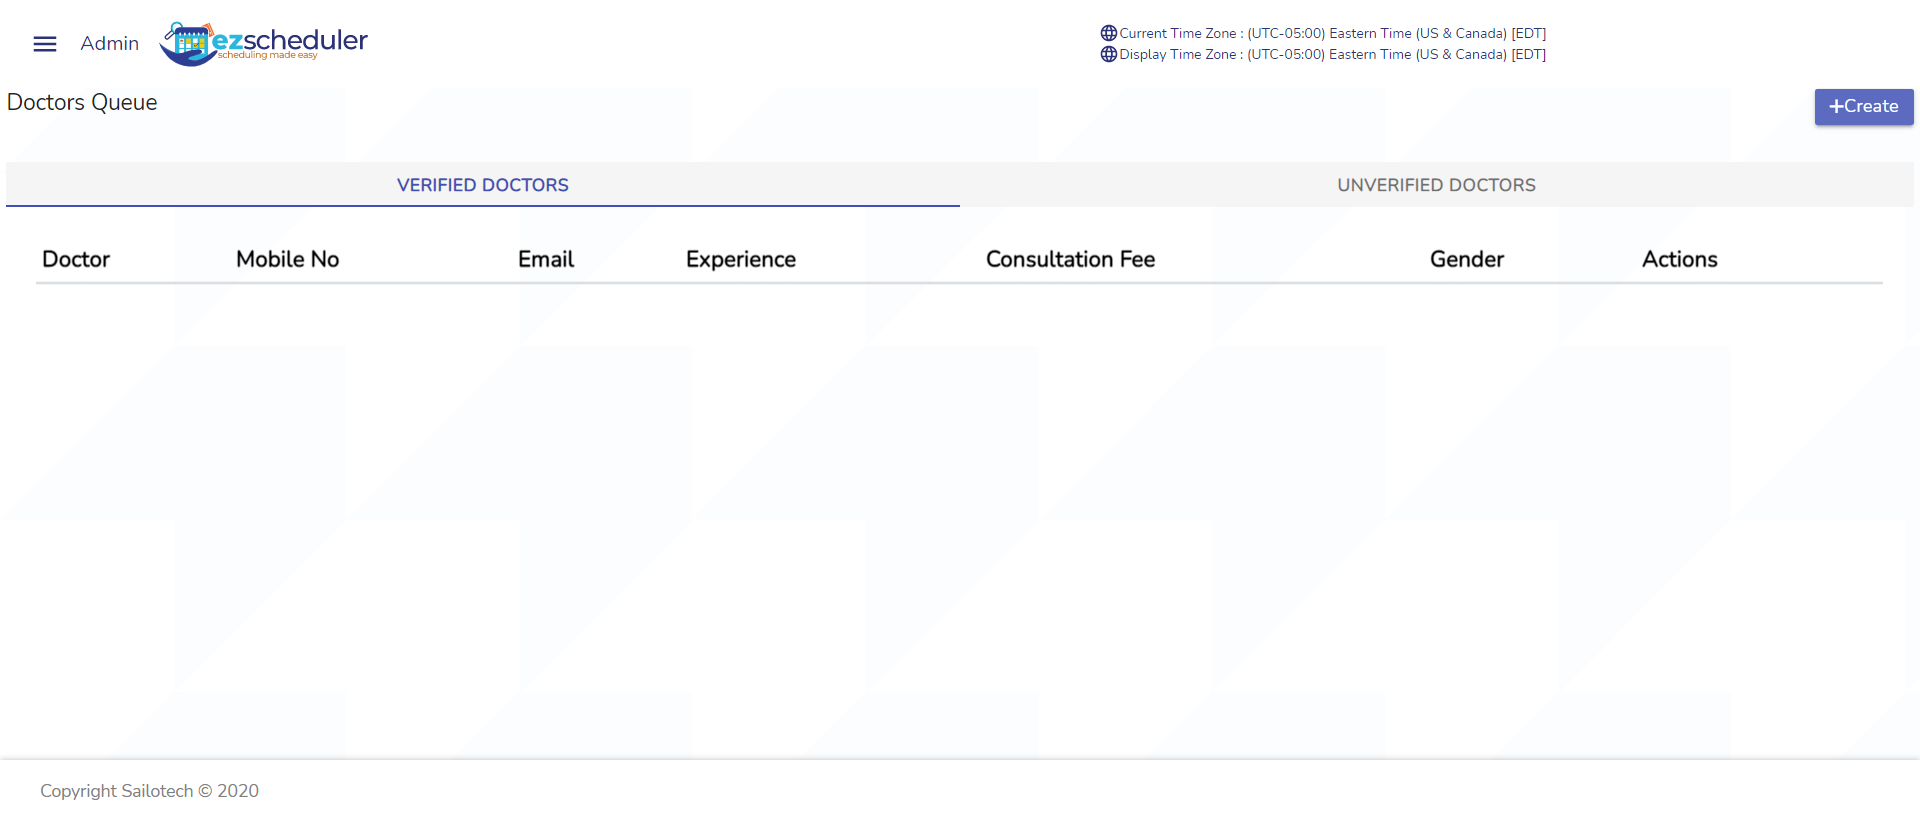 Admin
ezscheduler
scheduling made easy
Current Time Zone : (UTC-05:00) Eastern Time (US & Canada) [EDT]
Display Time Zone : (UTC-05:00) Eastern Time (US & Canada) [EDT]
Doctors Queue
+Create
VERIFIED DOCTORS
UNVERIFIED DOCTORS
Doctor Mobile No Email Experience Consultation Fee Gender Actions
Copyright Sailotech © 2020